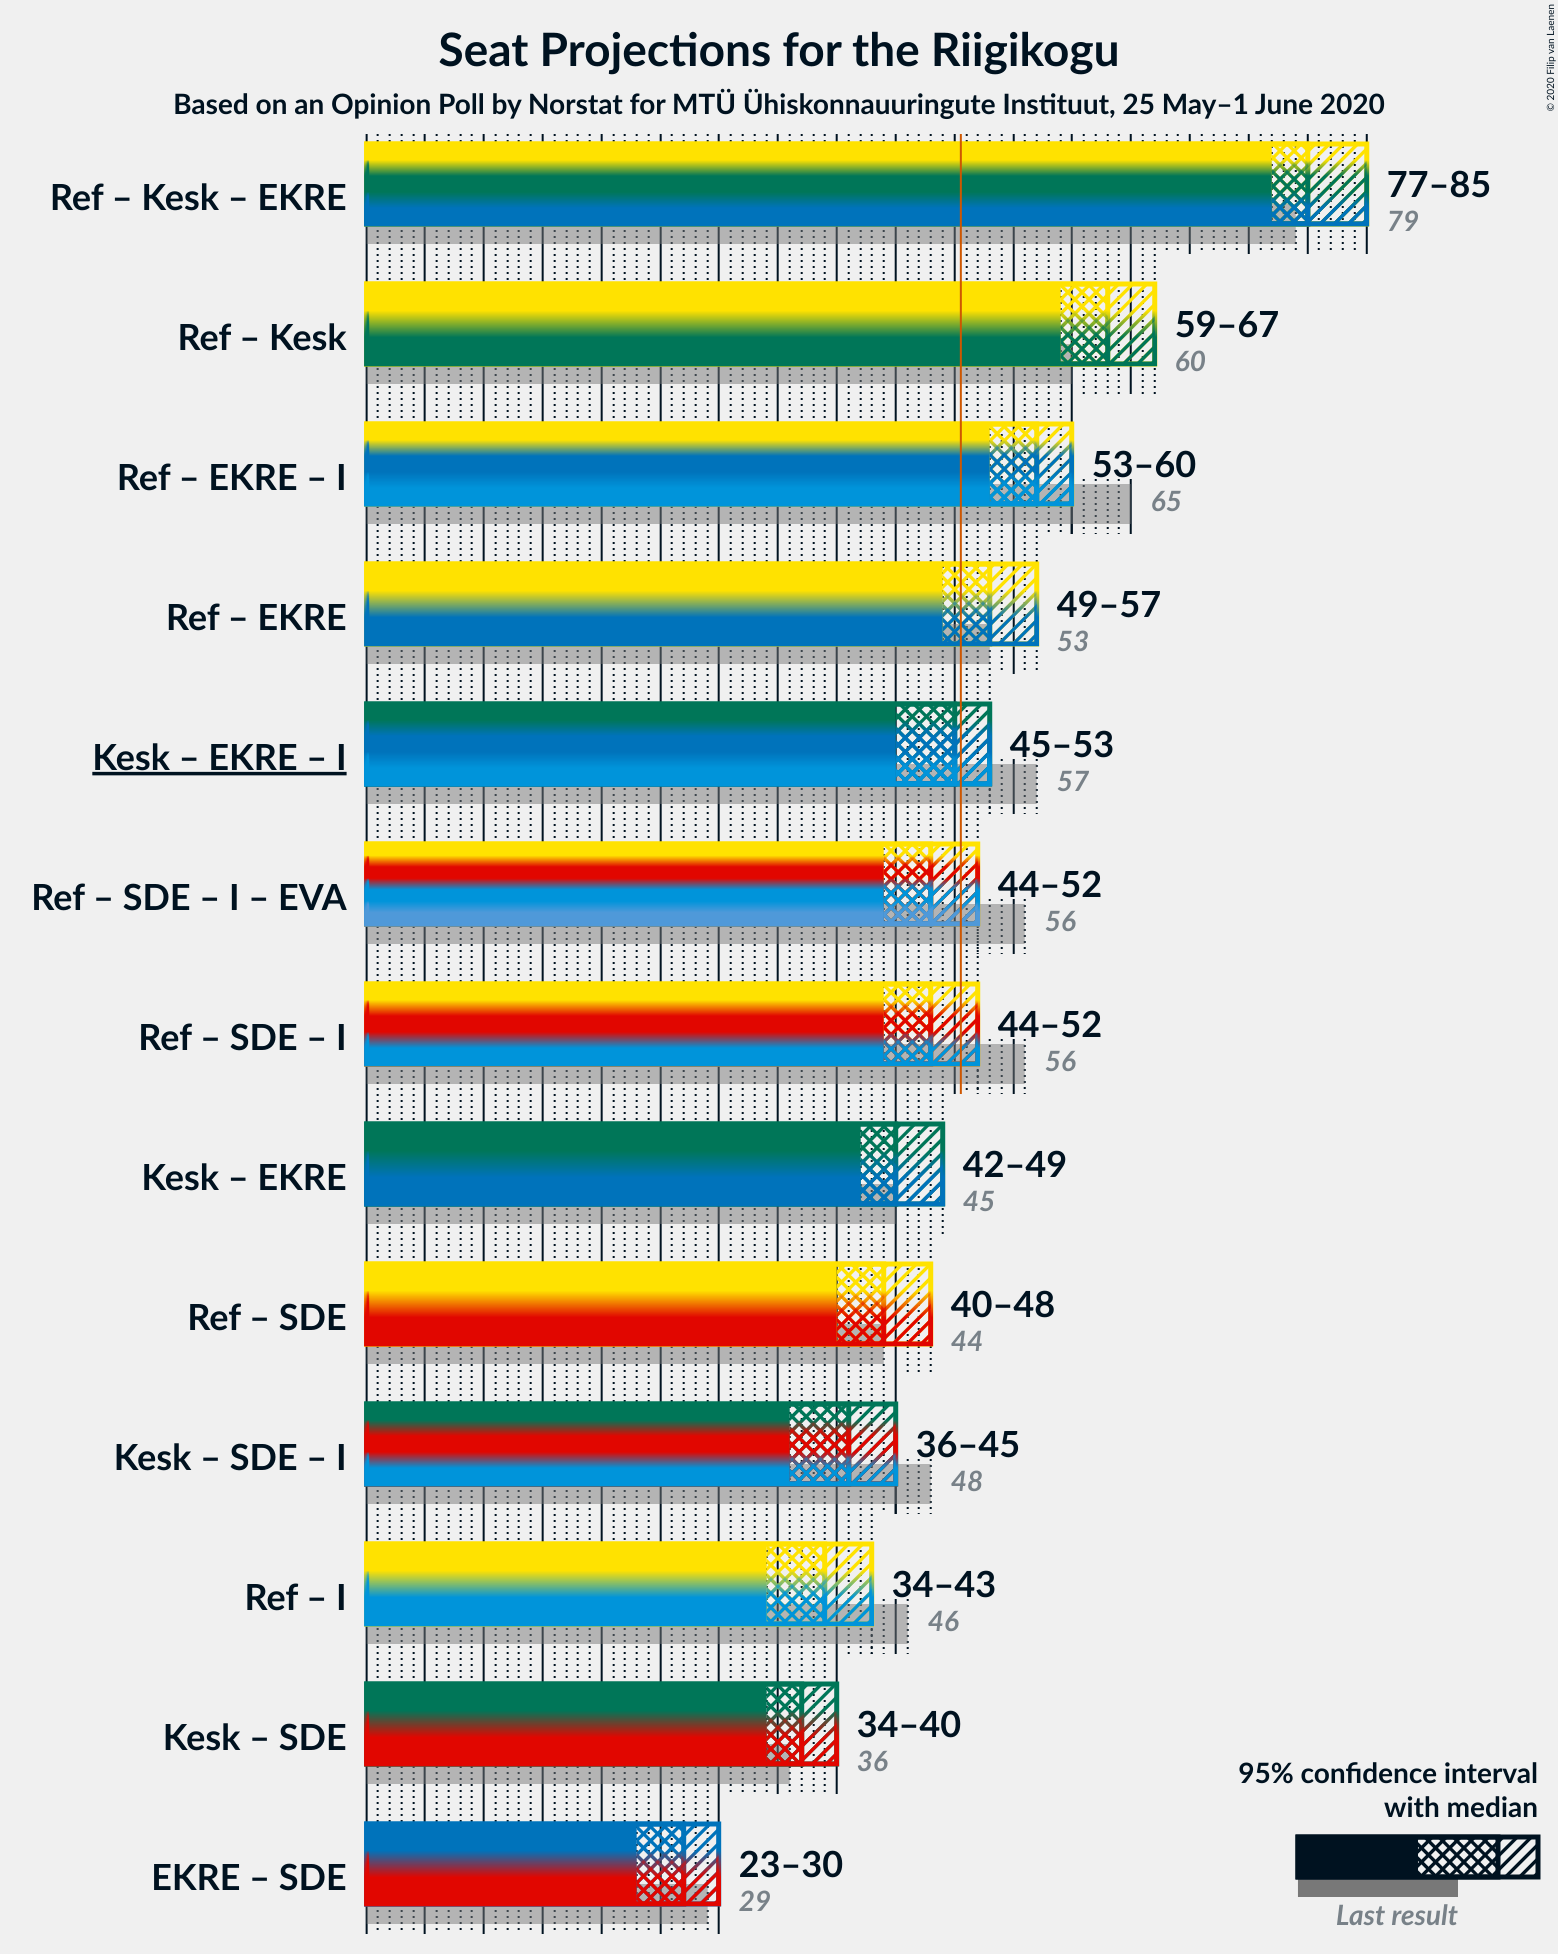 Seat Projections for the Riigikogu
Based on an Opinion Poll by Norstat for MTÜ Ühiskonnauuringute Instituut, 25 May–1 June 2020
© 2020 Filip van Laenen
Ref – Kesk – EKRE
77–85
79
Ref – Kesk
59–67
60
Ref – EKRE – I
53–60
65
Ref – EKRE
49–57
53
Kesk – EKRE – I
45–53
57
Ref – SDE – I – EVA
44–52
56
Ref – SDE – I
44–52
56
Kesk – EKRE
42–49
45
Ref – SDE
40–48
44
Kesk – SDE – I
36–45
48
Ref – I
34–43
46
Kesk – SDE
34–40
36
EKRE – SDE
23–30
29
95% confidence interval
with median
Last result